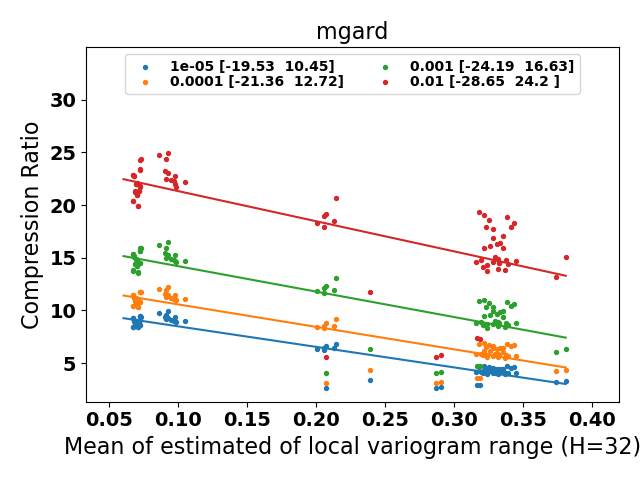 mgard
1e-05 [-19.53  10.45]
0.0001 [-21.36  12.72]
0.001 [-24.19  16.63]
0.01 [-28.65  24.2 ]
Compression Ratio
30
25
20
15
10
5
0.05 0.10 0.15 0.20 0.25 0.30 0.35 0.40
Mean of estimated of local variogram range (H=32)